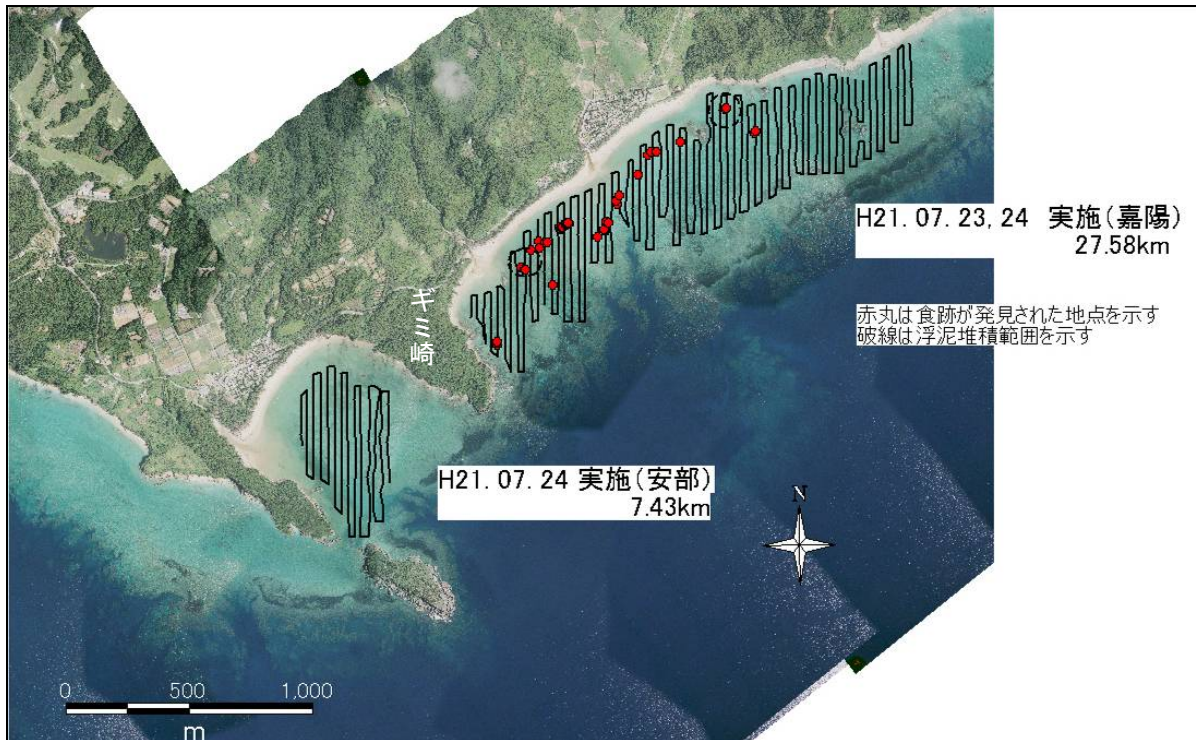 H21.07.23,24 実施(嘉陽)
27.58km
赤丸は食跡が発見された地点を示す
破線は浮泥堆積範囲を示す
ギミ崎
H21.07.24 実施(安部)
7.43km
N
0 500 1,000
m